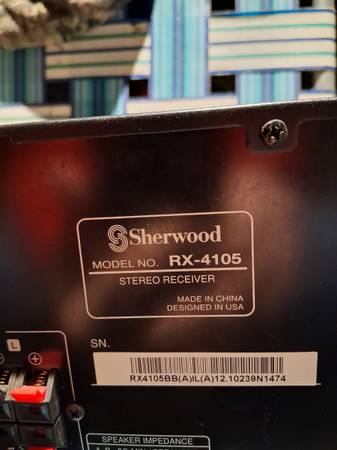 Sherwood
MODEL NO. RX-4105
STEREO RECEIVER
MADE IN CHINA
DESIGNED IN USA
SN.
RX4105BB(A)IL(A)12.10239N1474
L
+
SPEAKER IMPEDANCE